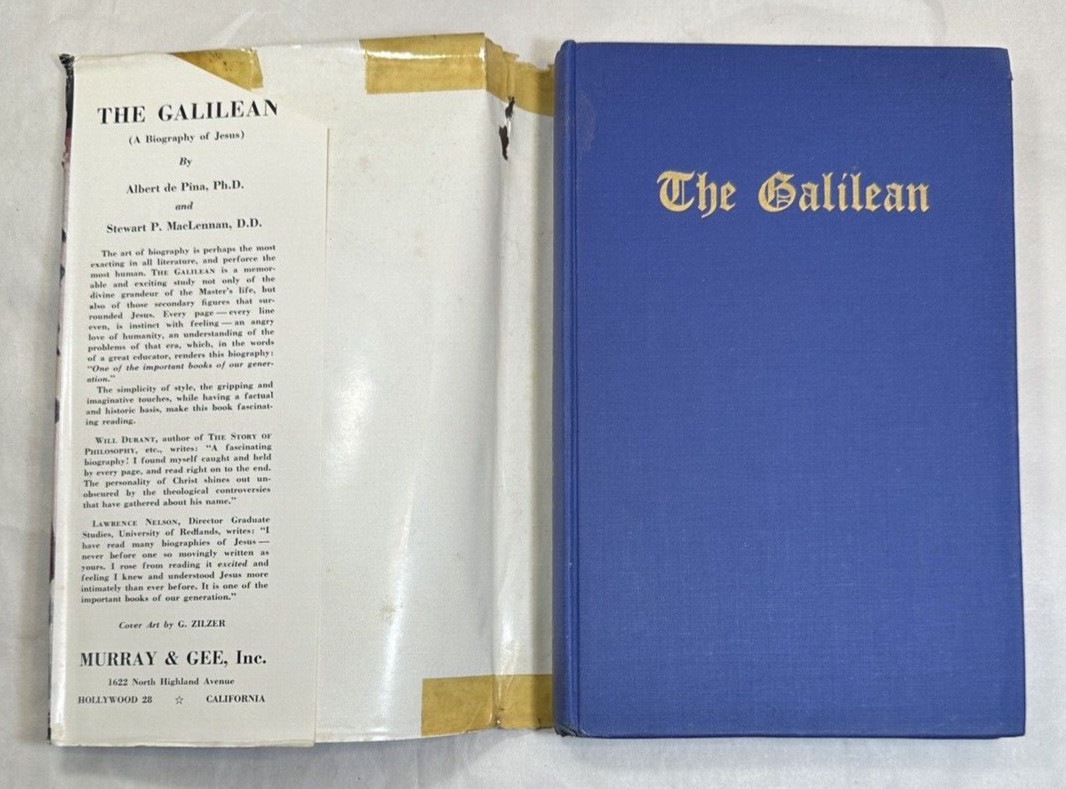 THE GALILEAN
(A Biography of Jesus)
By
Albert de Pina, Ph.D.
and
Stewart P. MacLennan, D.D.
The art of biography is perhaps the most
exacting in all literature, and perforce the
most human. THE GALILEAN is a memor-
able and exciting study not only of the
divine grandeur of the Master's life, but
also of those secondary figures that sur-
rounded Jesus. Every page — every line
even, is instinct with feeling — an angry
love of humanity, an understanding of the
problems of that era, which, in the words
of a great educator, renders this biography:
"One of the important books of our gener-
ation."
The simplicity of style, the gripping and
imaginative touches, while having a factual
and historic basis, make this book fascinat-
ing reading.
WILL DURANT, author of THE STORY OF
PHILOSOPHY, etc., writes: "A fascinating
biography! I found myself caught and held
by every page, and read right on to the end.
The personality of Christ shines out un-
obscured by the theological controversies
that have gathered about his name."
LAWRENCE NELSON, Director Graduate
Studies, University of Redlands, writes: "I
have read many biographies of Jesus —
never before one so movingly written as
yours. I rose from reading it excited and
feeling I knew and understood Jesus more
intimately than ever before. It is one of the
important books of our generation."
Cover Art by G. ZILZER
MURRAY & GEE, Inc.
1622 North Highland Avenue
HOLLYWOOD 28 ☆ CALIFORNIA
The Galilean